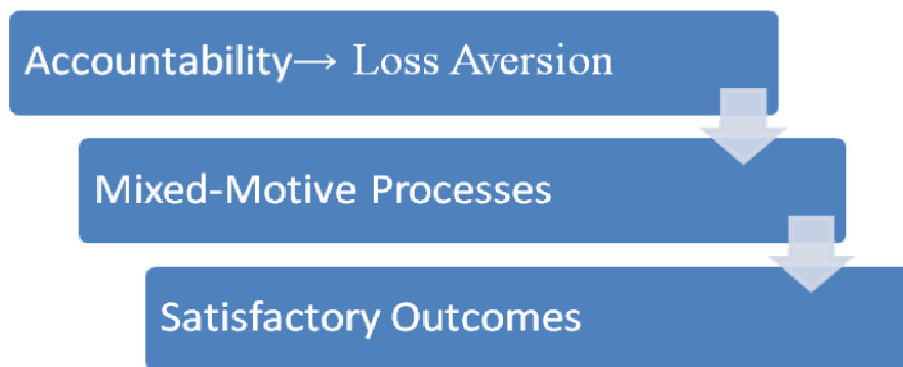 Accountability→ Loss Aversion
Mixed-Motive Processes
Satisfactory Outcomes